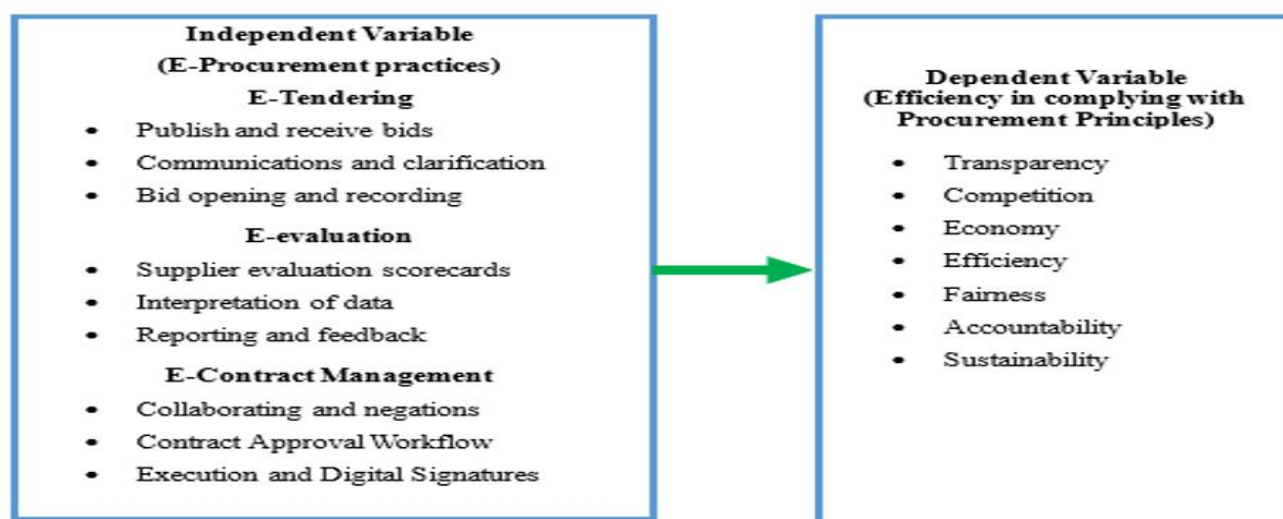 Independent Variable
(E-Procurement practices)
E-Tendering
• Publish and receive bids
• Communications and clarification
• Bid opening and recording
E-evaluation
• Supplier evaluation scorecards
• Interpretation of data
• Reporting and feedback
E-Contract Management
• Collaborating and negations
• Contract Approval Workflow
• Execution and Digital Signatures
Dependent Variable
(Efficiency in complying with
Procurement Principles)
• Transparency
• Competition
• Economy
• Efficiency
• Fairness
• Accountability
• Sustainability